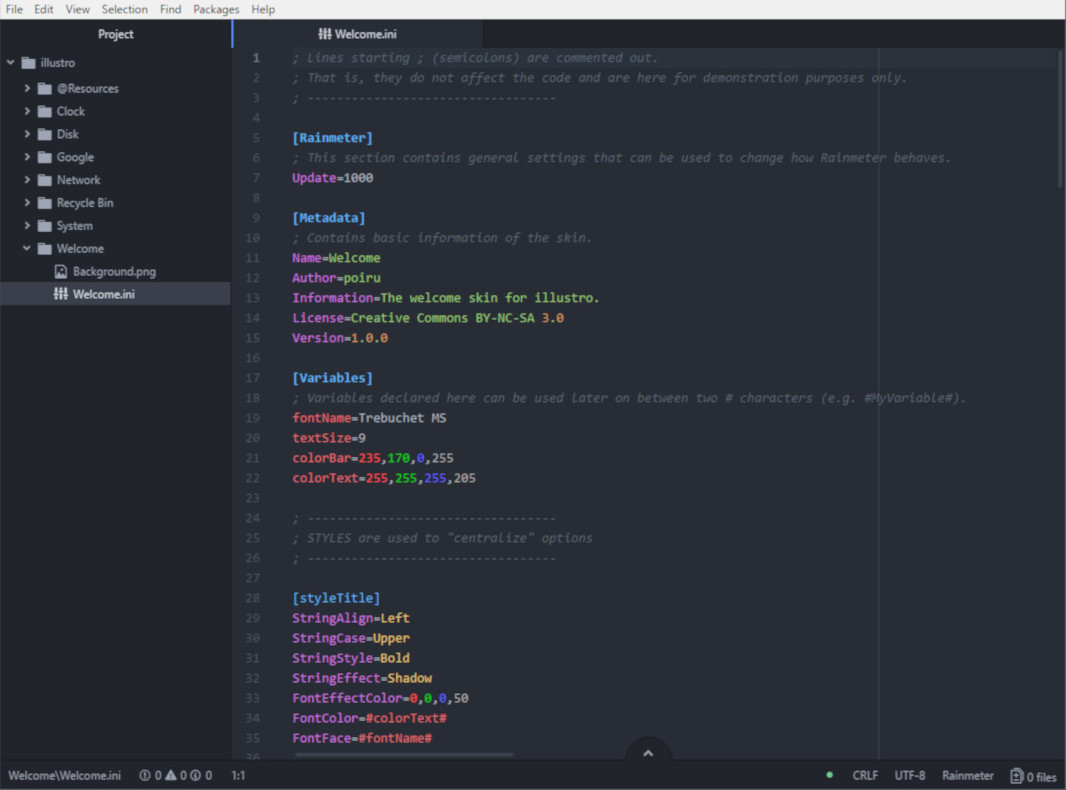 File Edit View Selection Find Packages Help
Project
illustro
@Resources
Clock
Disk
Google
Network
Recycle Bin
System
Welcome
Background.png
Welcome.ini
Welcome.ini
1 ; Lines starting ; (semicolons) are commented out.
2 ; That is, they do not affect the code and are here for demonstration purposes only.
3 ; ----------------------------------
4
5 [Rainmeter]
6 ; This section contains general settings that can be used to change how Rainmeter behaves.
7 Update=1000
8
9 [Metadata]
10 ; Contains basic information of the skin.
11 Name=Welcome
12 Author=poiru
13 Information=The welcome skin for illustro.
14 License=Creative Commons BY-NC-SA 3.0
15 Version=1.0.0
16
17 [Variables]
18 ; Variables declared here can be used later on between two # characters (e.g. #MyVariable#).
19 fontName=Trebuchet MS
20 textSize=9
21 colorBar=235,170,0,255
22 colorText=255,255,255,205
23
24 ; ----------------------------------
25 ; STYLES are used to "centralize" options
26 ; ----------------------------------
27
28 [styleTitle]
29 StringAlign=Left
30 StringCase=Upper
31 StringStyle=Bold
32 StringEffect=Shadow
33 FontEffectColor=0,0,0,50
34 FontColor=#colorText#
35 FontFace=#fontName#
36
Welcome\Welcome.ini 0 0 0 1:1 CRLF UTF-8 Rainmeter 0 files